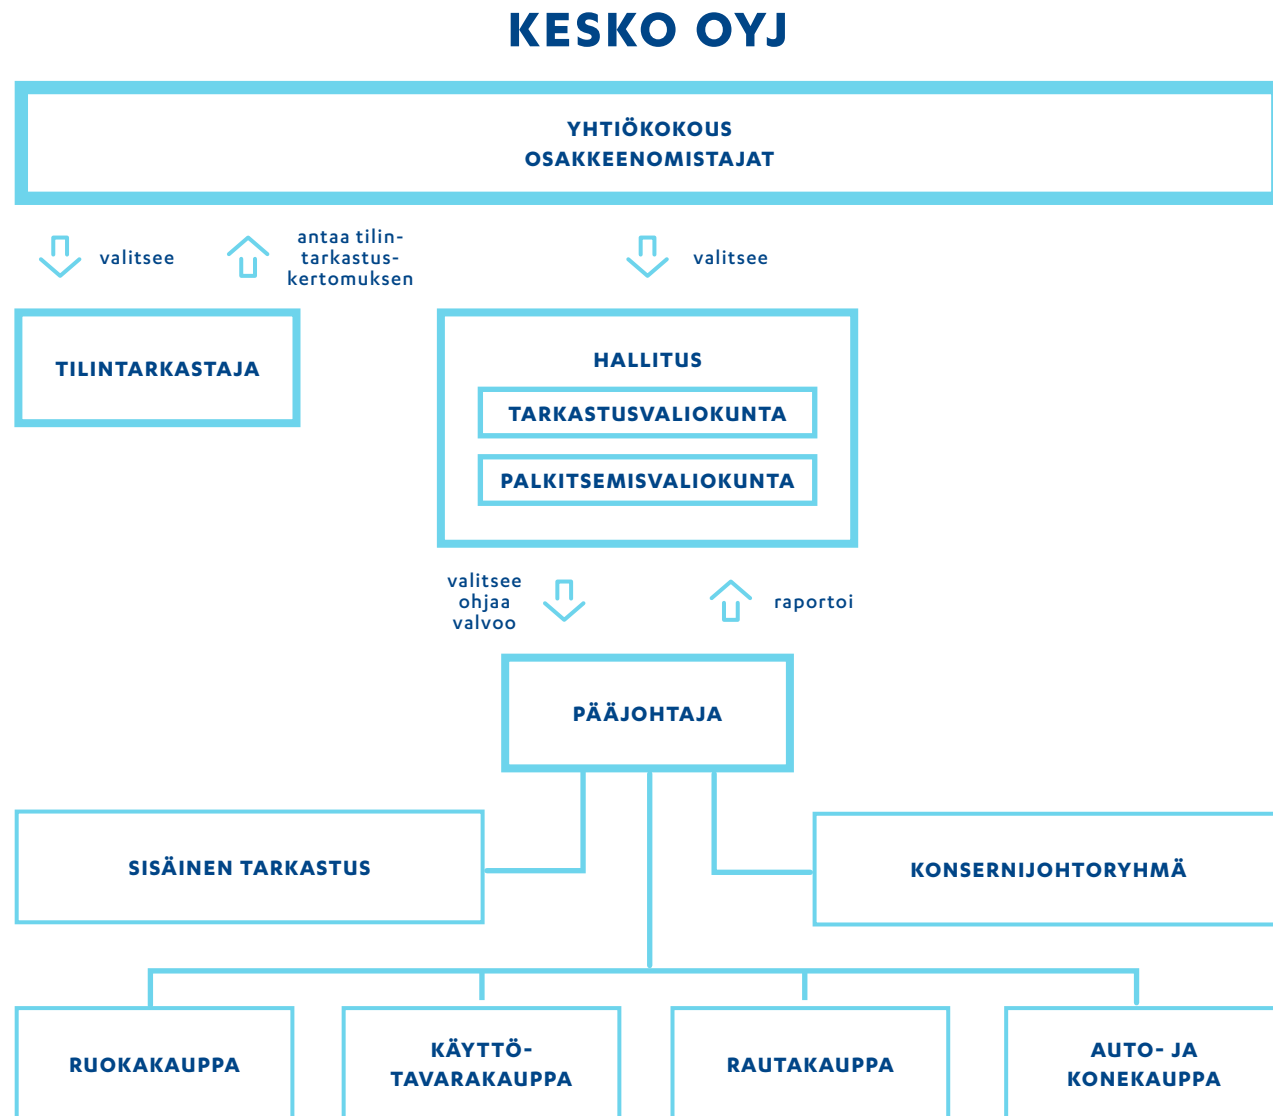 KESKO OYJ
YHTIÖKOKOUS
OSAKKEENOMISTAJAT
valitsee
antaa tilin-
tarkastus-
kertomuksen
valitsee
TILINTARKASTAJA
HALLITUS
TARKASTUSVALIOKUNTA
PALKITSEMISVALIOKUNTA
valitsee
ohjaa
valvoo
raportoi
PÄÄJOHTAJA
SISÄINEN TARKASTUS
KONSERNIJOHTORYHMÄ
RUOKAKAUPPA
KÄYTTÖ-
TAVARAKAUPPA
RAUTAKAUPPA
AUTO- JA
KONEKAUPPA